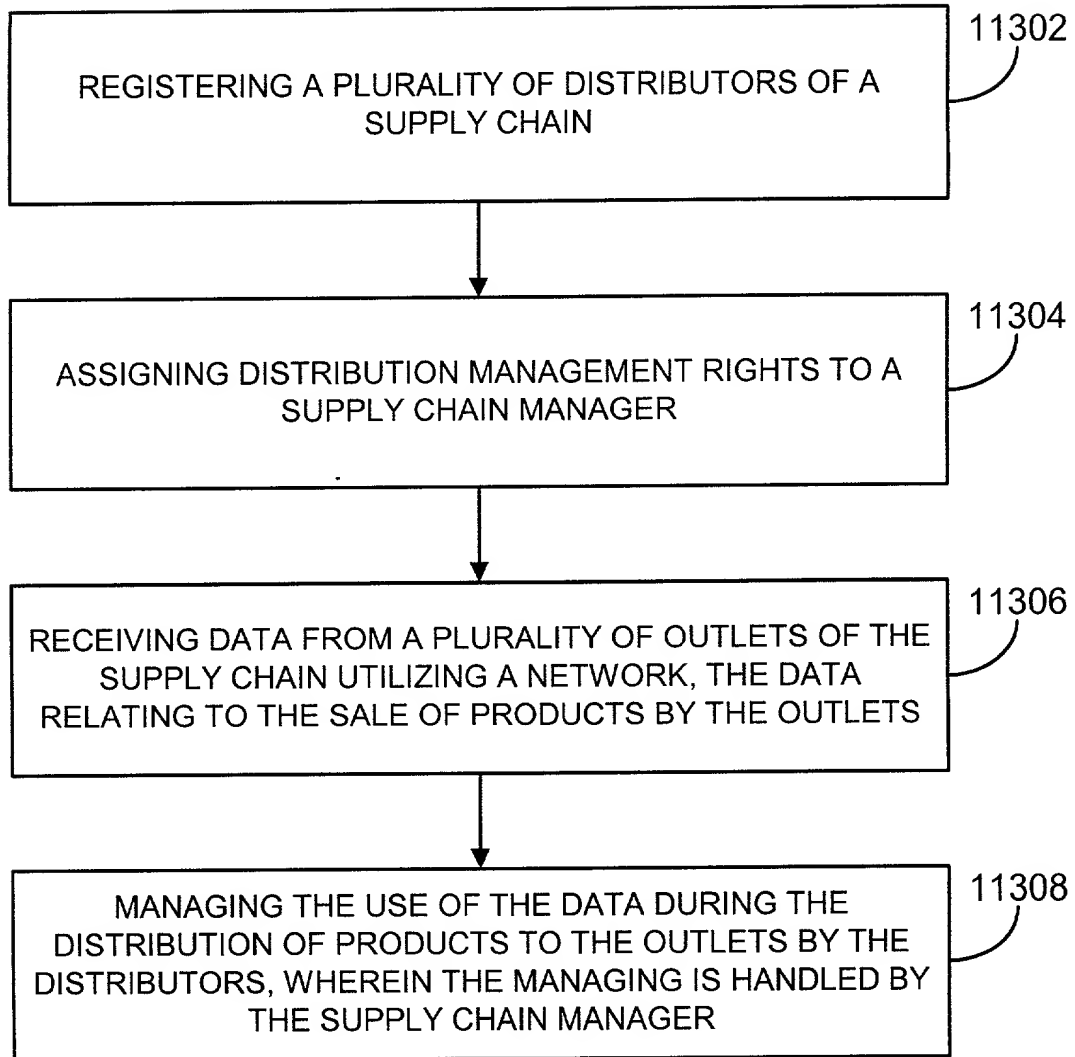 11302
REGISTERING A PLURALITY OF DISTRIBUTORS OF A
SUPPLY CHAIN
11304
ASSIGNING DISTRIBUTION MANAGEMENT RIGHTS TO A
SUPPLY CHAIN MANAGER
11306
RECEIVING DATA FROM A PLURALITY OF OUTLETS OF THE
SUPPLY CHAIN UTILIZING A NETWORK, THE DATA
RELATING TO THE SALE OF PRODUCTS BY THE OUTLETS
11308
MANAGING THE USE OF THE DATA DURING THE
DISTRIBUTION OF PRODUCTS TO THE OUTLETS BY THE
DISTRIBUTORS, WHEREIN THE MANAGING IS HANDLED BY
THE SUPPLY CHAIN MANAGER